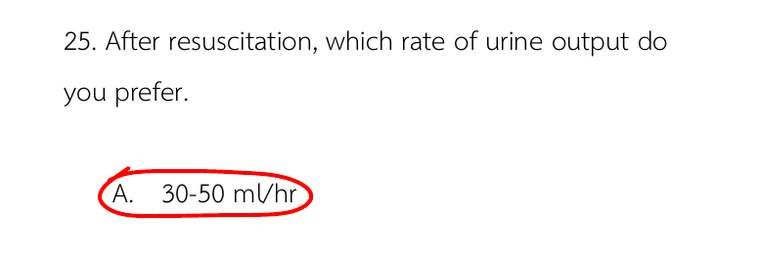 25. After resuscitation, which rate of urine output do
you prefer.
A. 30-50 ml/hr